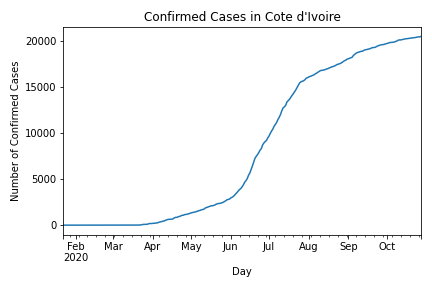 Confirmed Cases in Cote d'Ivoire
Number of Confirmed Cases
20000
15000
10000
5000
0
Feb Mar Apr May Jun Jul Aug Sep Oct
2020
Day